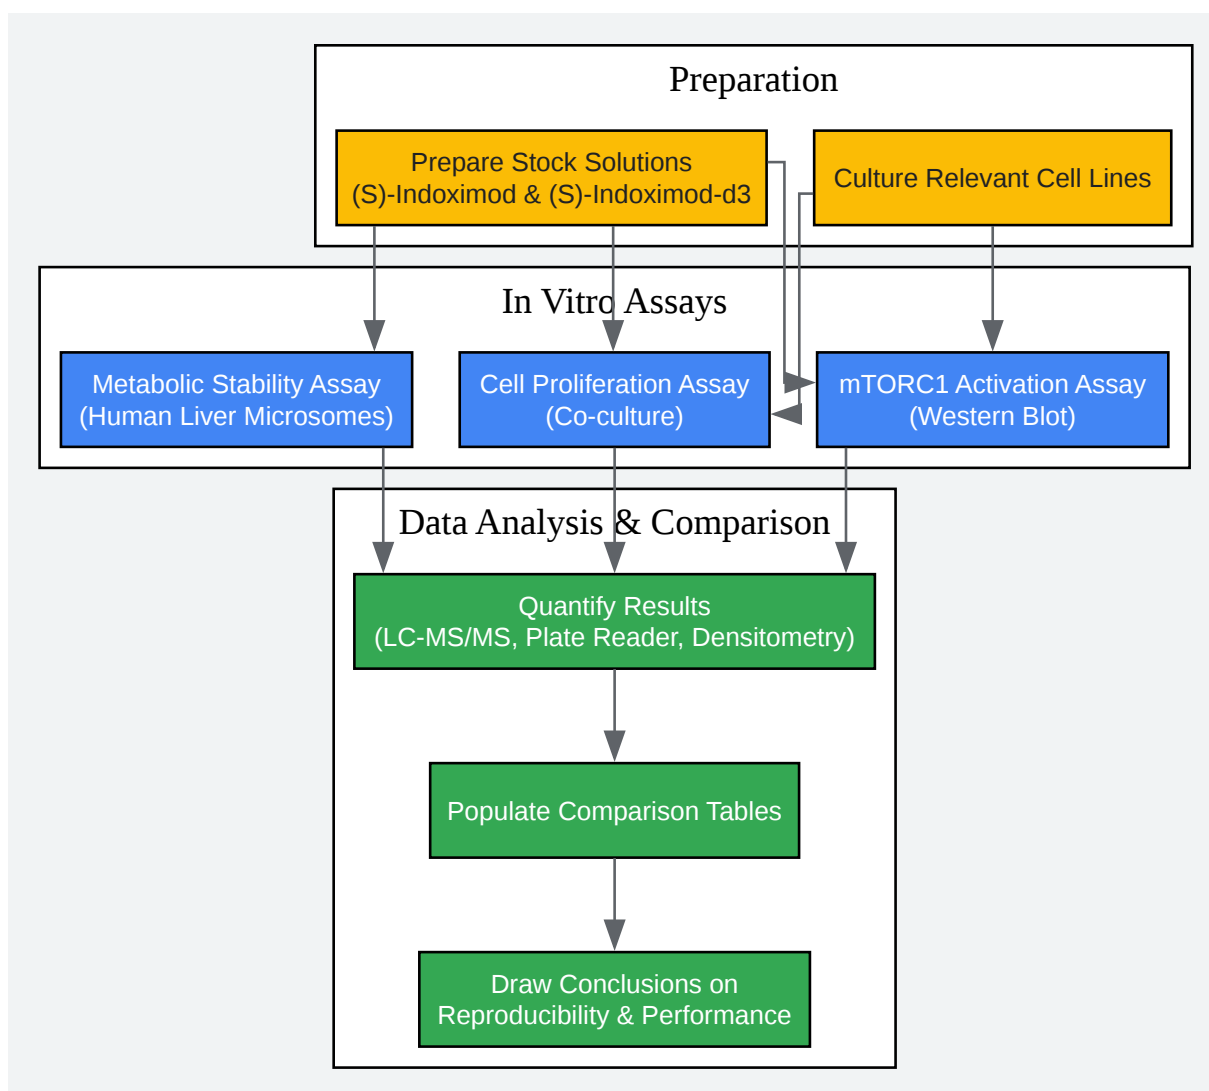 Preparation
Prepare Stock Solutions
(S)-Indoximod & (S)-Indoximod-d3
Culture Relevant Cell Lines
In Vitro Assays
Metabolic Stability Assay
(Human Liver Microsomes)
Cell Proliferation Assay
(Co-culture)
mTORC1 Activation Assay
(Western Blot)
Data Analysis & Comparison
Quantify Results
(LC-MS/MS, Plate Reader, Densitometry)
Populate Comparison Tables
Draw Conclusions on
Reproducibility & Performance